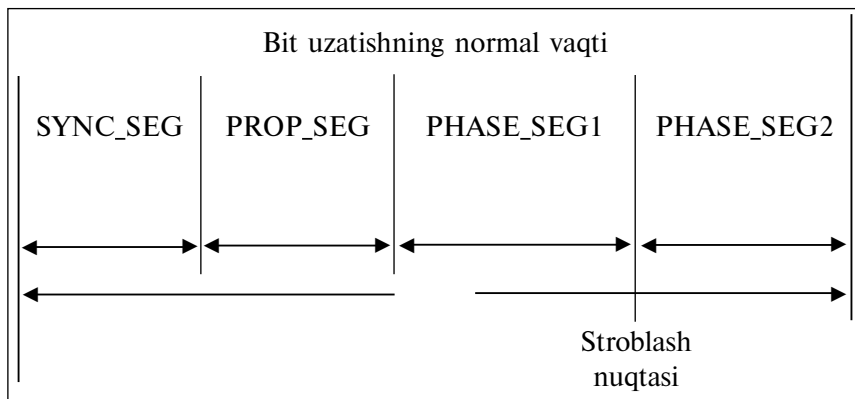 Bit uzatishning normal vaqti
SYNC_SEG PROP_SEG PHASE_SEG1 PHASE_SEG2
Stroblash
nuqtasi